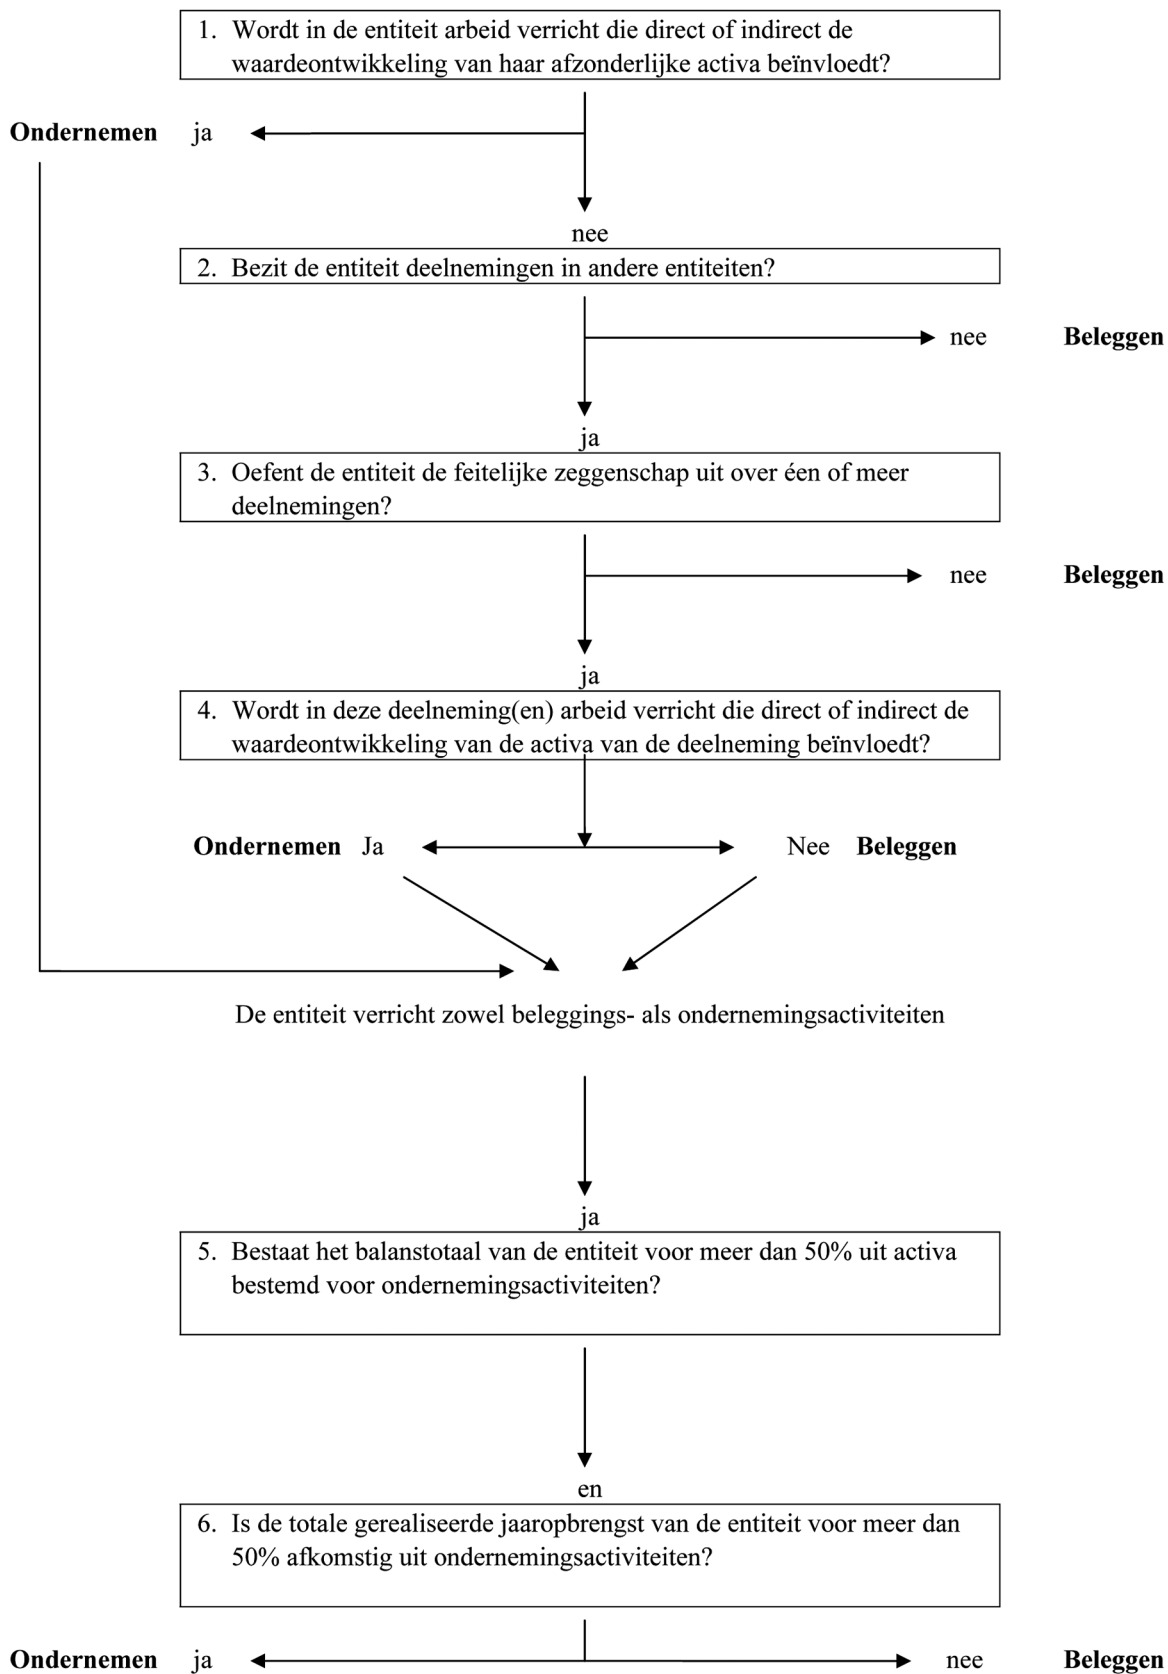 1. Wordt in de entiteit arbeid verricht die direct of indirect de
waardeontwikkeling van haar afzonderlijke activa beïnvloedt?
Ondernemen ja
nee
2. Bezit de entiteit deelnemingen in andere entiteiten?
nee Beleggen
ja
3. Oefent de entiteit de feitelijke zeggenschap uit over éen of meer
deelnemingen?
nee Beleggen
ja
4. Wordt in deze deelneming(en) arbeid verricht die direct of indirect de
waardeontwikkeling van de activa van de deelneming beïnvloedt?
Ondernemen Ja Nee Beleggen
De entiteit verricht zowel beleggings- als ondernemingsactiviteiten
ja
5. Bestaat het balanstotaal van de entiteit voor meer dan 50% uit activa
bestemd voor ondernemingsactiviteiten?
en
6. Is de totale gerealiseerde jaaropbrengst van de entiteit voor meer dan
50% afkomstig uit ondernemingsactiviteiten?
Ondernemen ja nee Beleggen